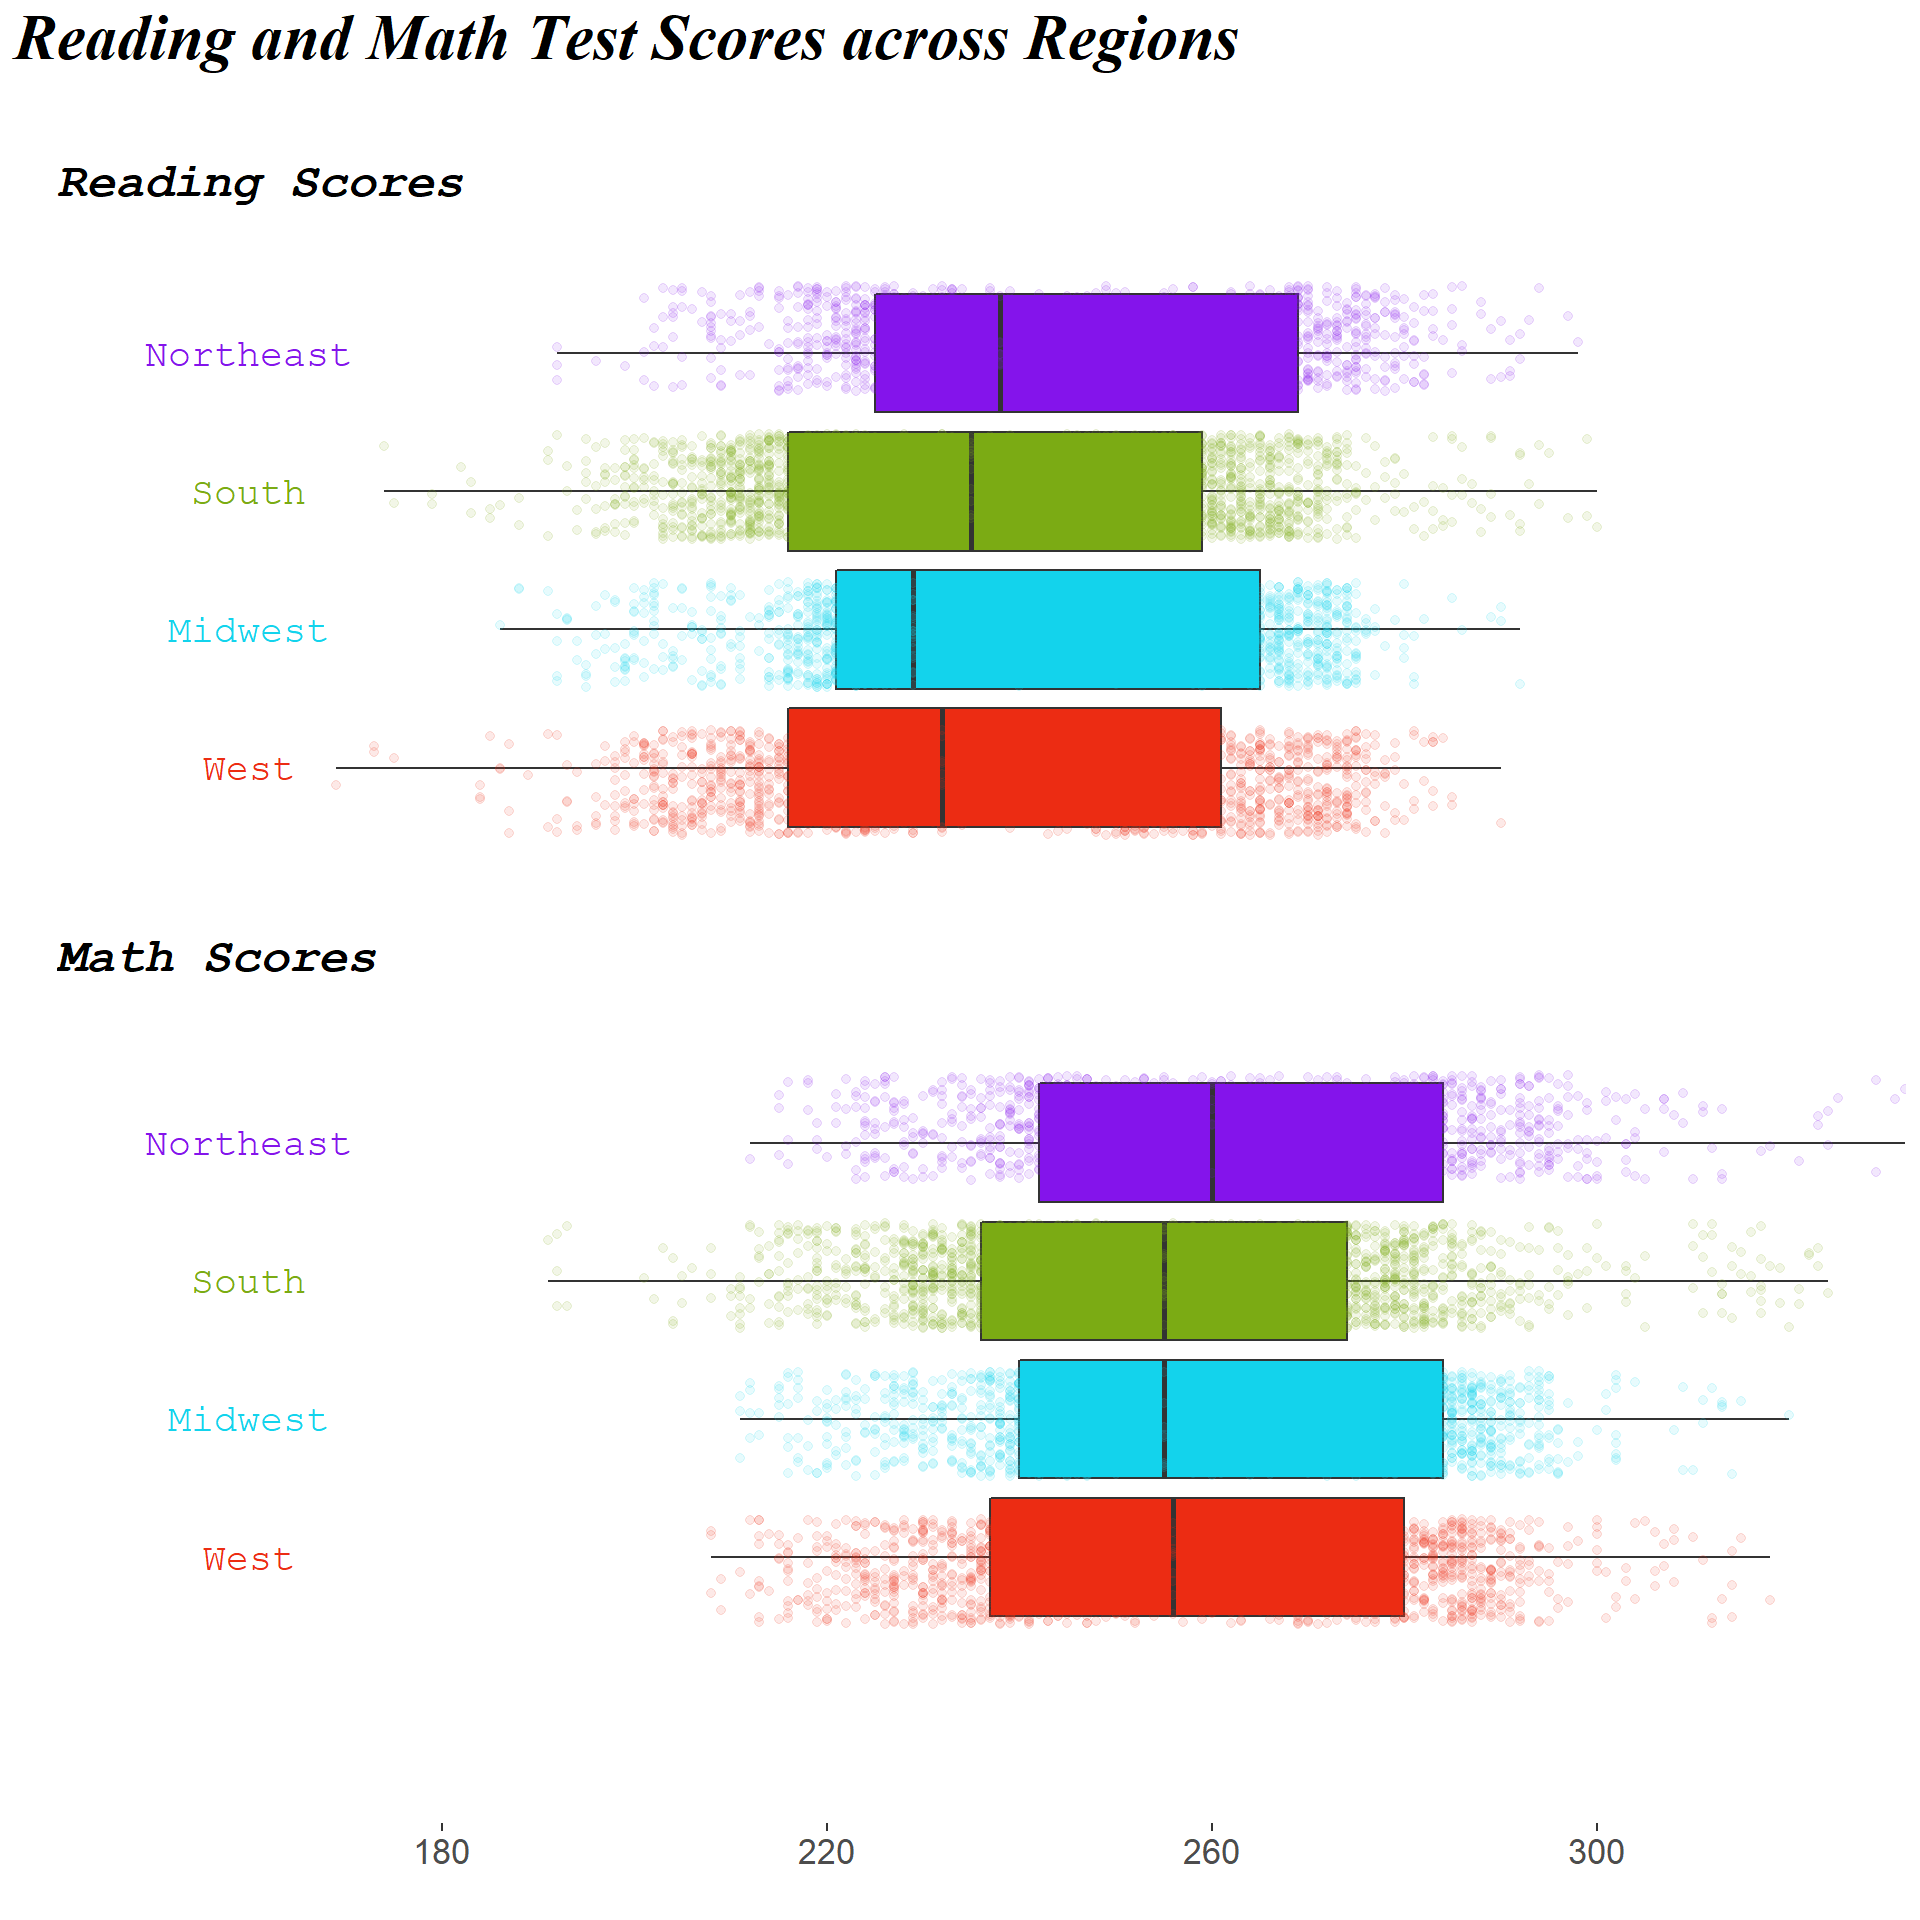 Reading and Math Test Scores across Regions
Reading Scores
Northeast
South
Midwest
West
Math Scores
Northeast
South
Midwest
West
180 220 260 300